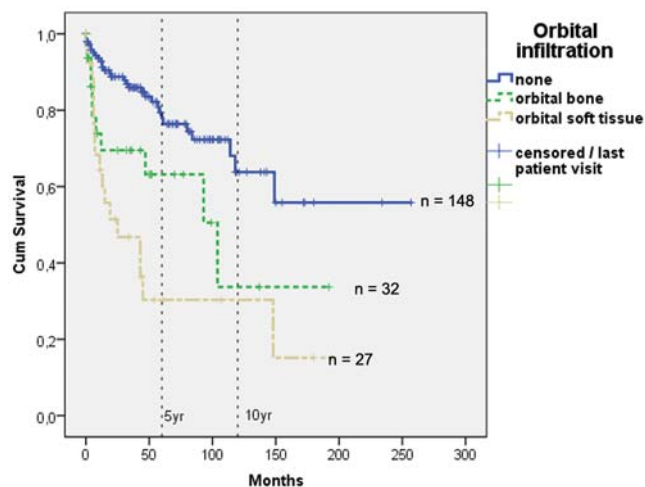 Orbital
infiltration
none
orbital bone
orbital soft tissue
censored / last
patient visit
Cum Survival
1,0
0,8
0,6
0,4
0,2
0,0
n = 148
n = 32
n = 27
5yr
10yr
0
50
100
150
200
250
300
Months